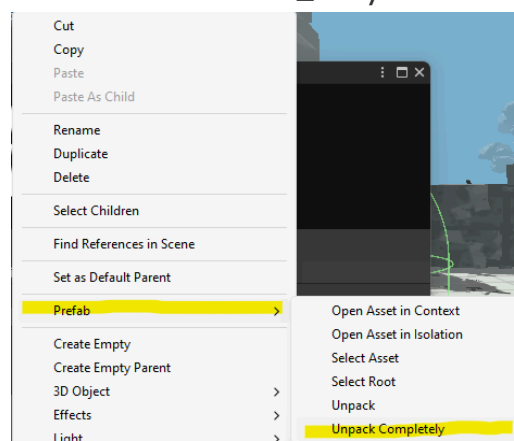 Cut
Copy
Paste
Paste As Child
Rename
Duplicate
Delete
Select Children
Find References in Scene
Set as Default Parent
Prefab
Create Empty
Create Empty Parent
3D Object
Effects
Light
Open Asset in Context
Open Asset in Isolation
Select Asset
Select Root
Unpack
Unpack Completely